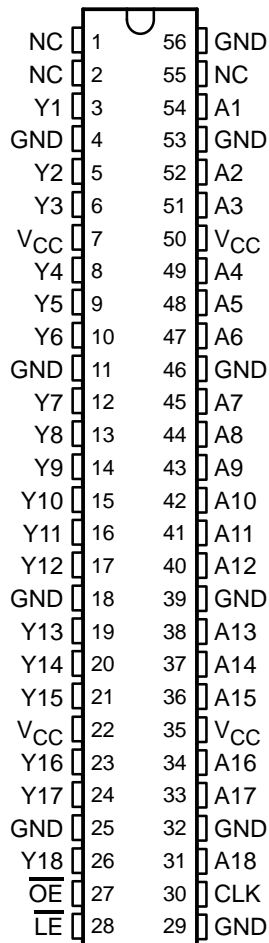 NC 1 56 GND
NC 2 55 NC
Y1 3 54 A1
GND 4 53 GND
Y2 5 52 A2
Y3 6 51 A3
VCC 7 50 VCC
Y4 8 49 A4
Y5 9 48 A5
Y6 10 47 A6
GND 11 46 GND
Y7 12 45 A7
Y8 13 44 A8
Y9 14 43 A9
Y10 15 42 A10
Y11 16 41 A11
Y12 17 40 A12
GND 18 39 GND
Y13 19 38 A13
Y14 20 37 A14
Y15 21 36 A15
VCC 22 35 VCC
Y16 23 34 A16
Y17 24 33 A17
GND 25 32 GND
Y18 26 31 A18
O̅E̅ 27 30 CLK
L̅E̅ 28 29 GND